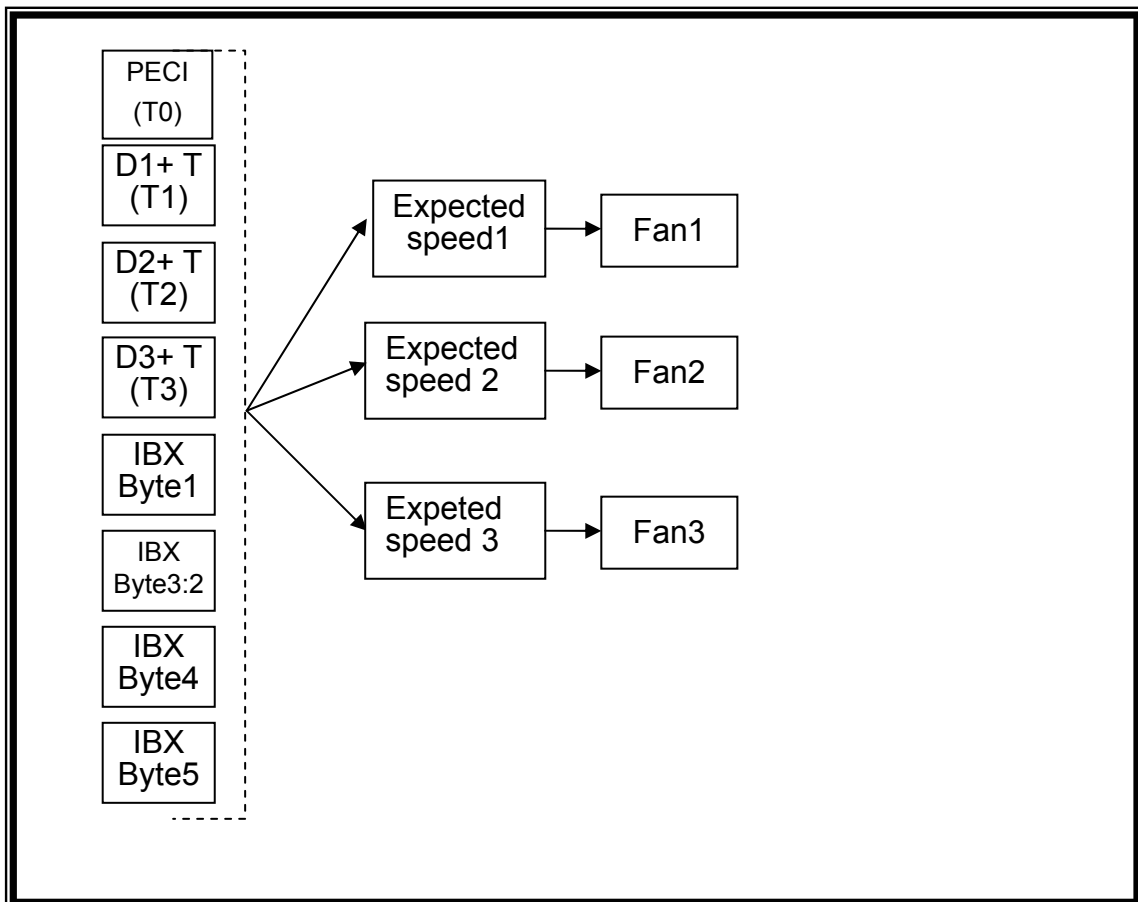 PECI
(T0)
D1+ T
(T1)
D2+ T
(T2)
D3+ T
(T3)
IBX
Byte1
IBX
Byte3:2
IBX
Byte4
IBX
Byte5
Expected
speed1
Fan1
Expected
speed 2
Fan2
Expeted
speed 3
Fan3